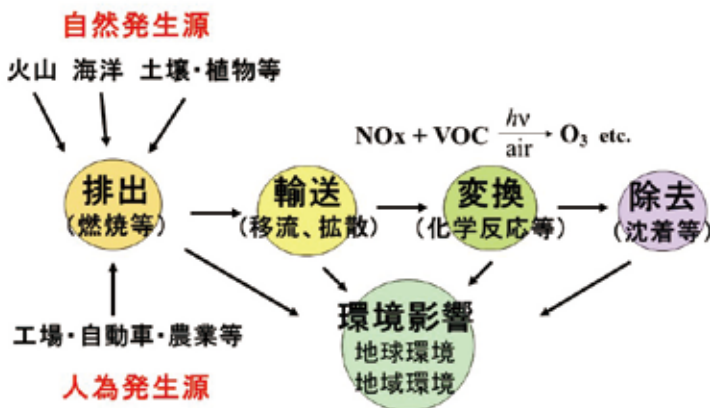 自然発生源
火山 海洋 土壌・植物等
NOx + VOC hν/air → O₃ etc.
排出
(燃焼等)
輸送
(移流、拡散)
変換
(化学反応等)
除去
(沈着等)
環境影響
地球環境
地域環境
工場・自動車・農業等
人為発生源